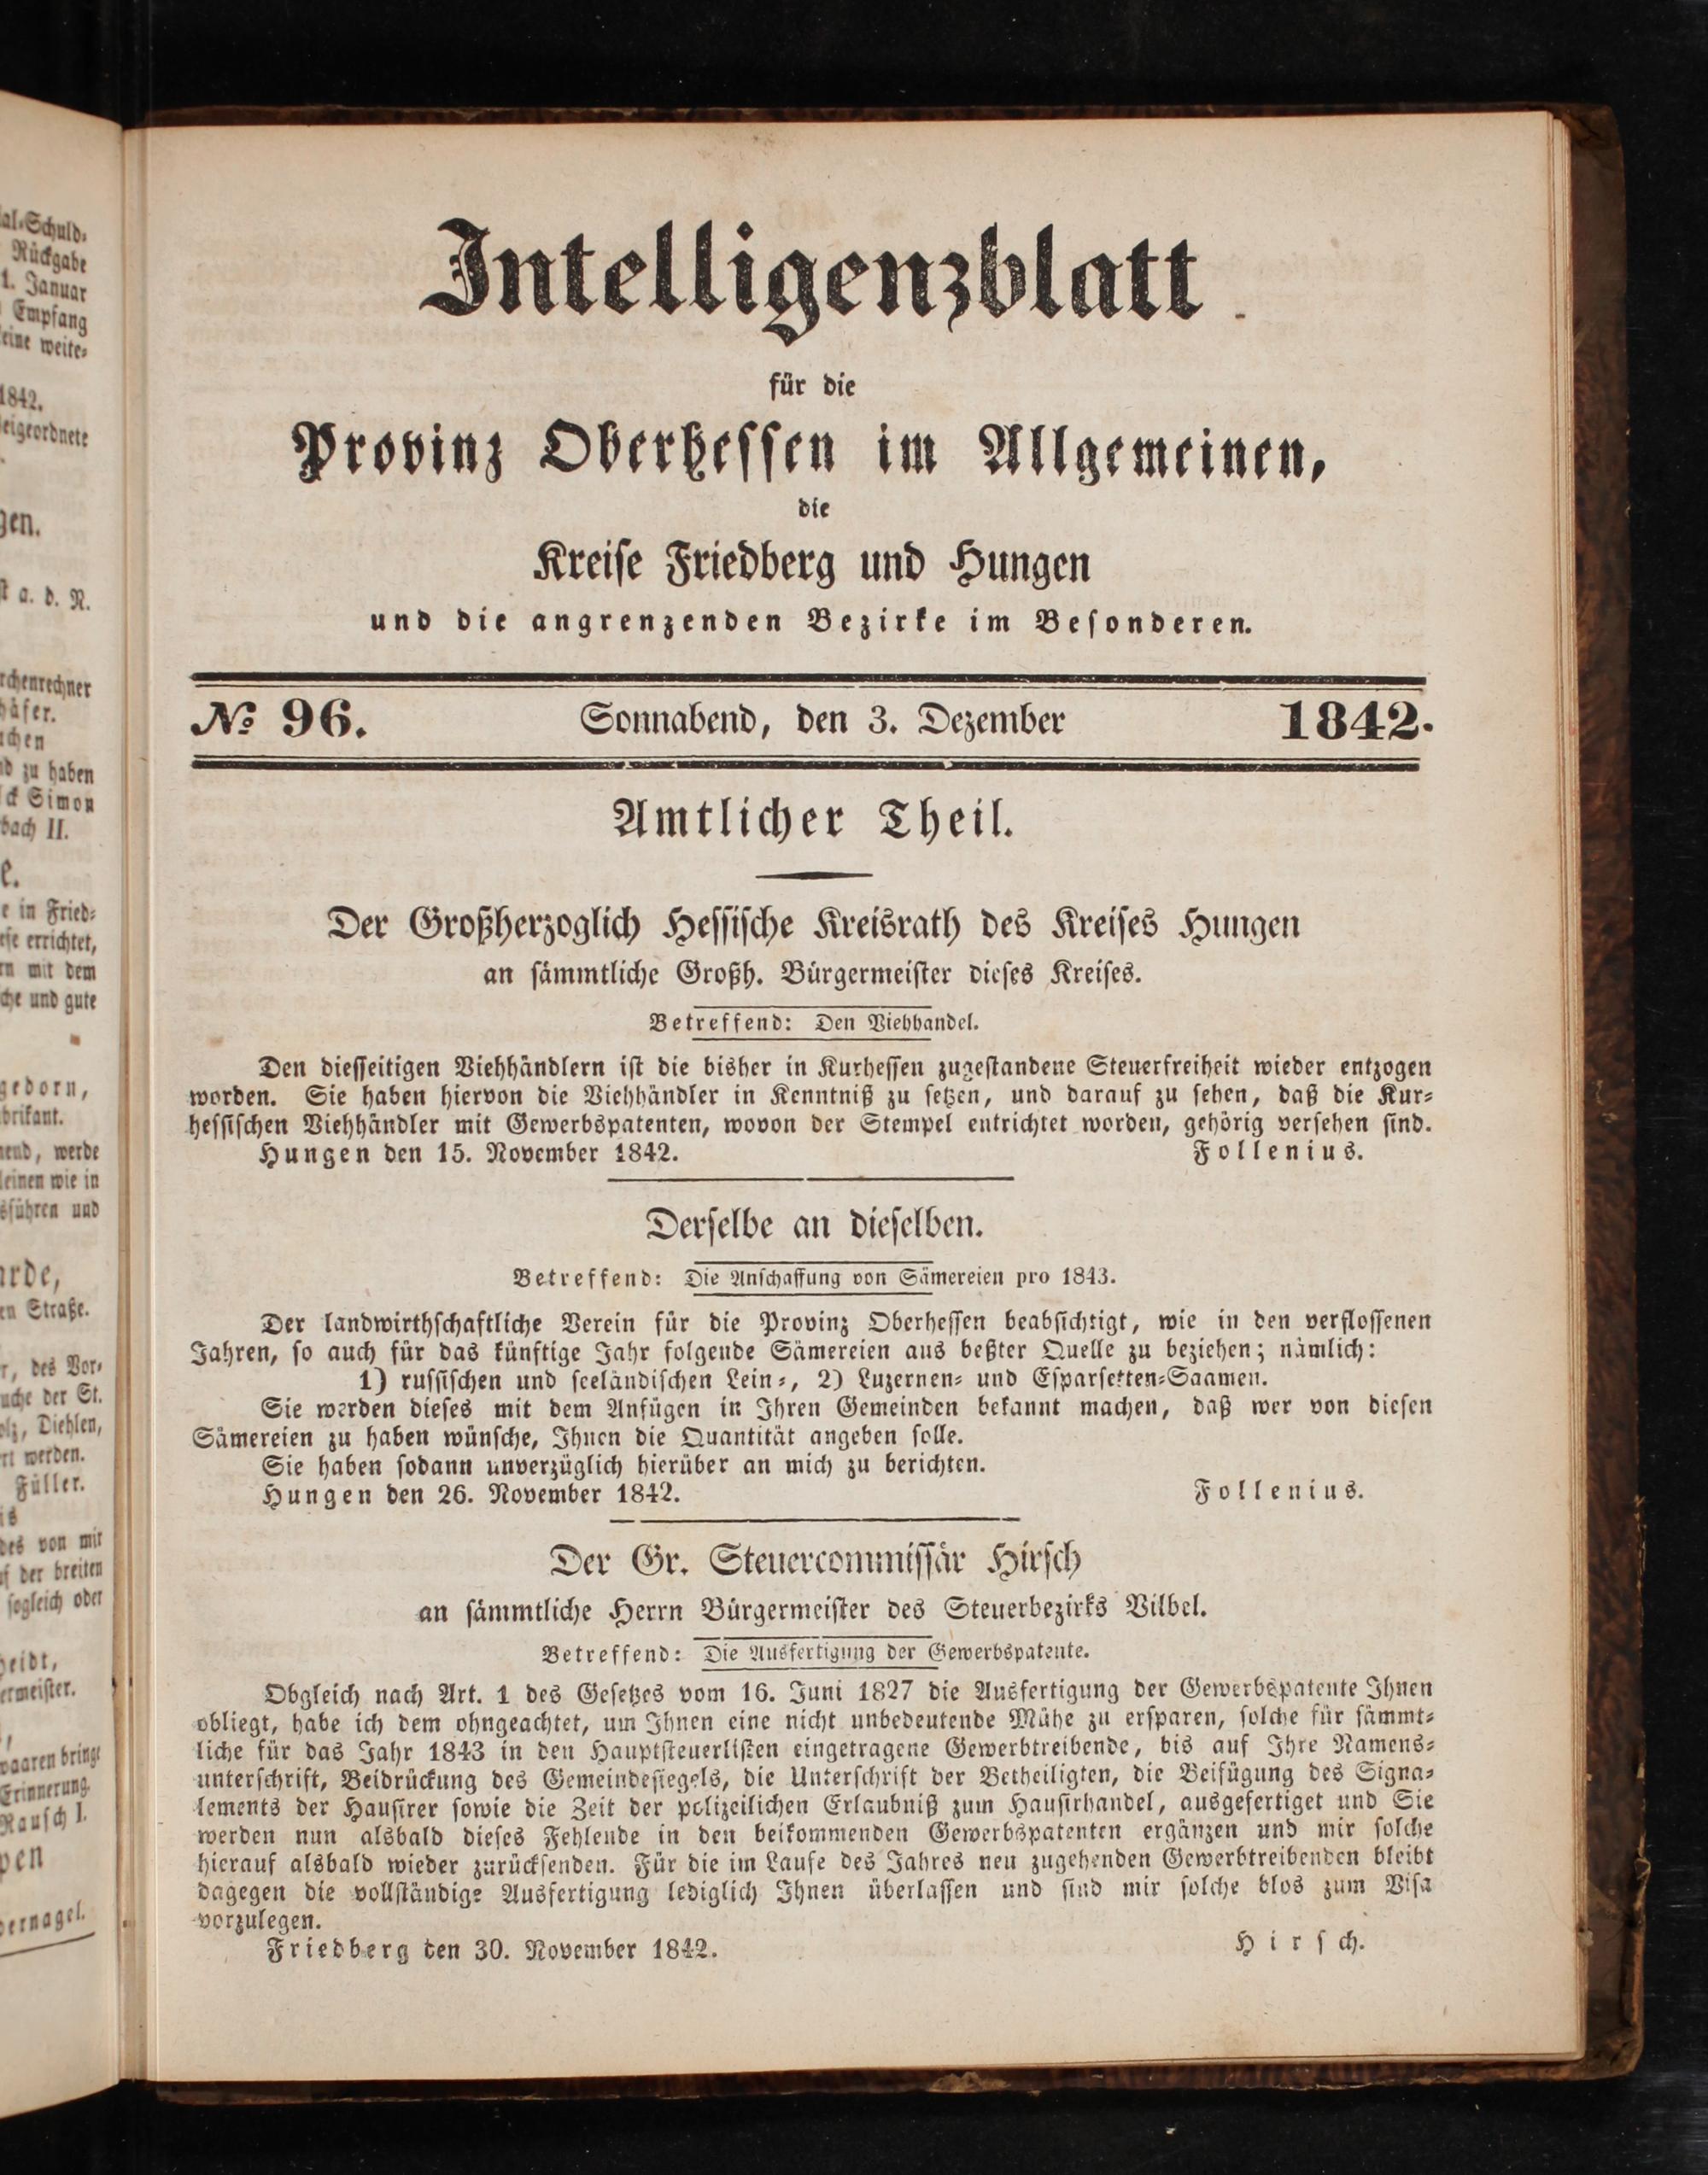 Intelligenzblatt
für die
Provinz Oberhessen im Allgemeinen,
die
Kreise Friedberg und Hungen
und die angrenzenden Bezirke im Besonderen.
№ 96. Sonnabend, den 3. Dezember 1842.
Amtlicher Theil.
Der Großherzoglich Hessische Kreisrath des Kreises Hungen
an sämmtliche Großh. Bürgermeister dieses Kreises.
Betreffend: Den Viehhandel.
Den diesseitigen Viehhändlern ist die bisher in Kurhessen zugestandene Steuerfreiheit wieder entzogen
worden. Sie haben hiervon die Viehhändler in Kenntniß zu setzen, und darauf zu sehen, daß die Kur-
hessischen Viehhändler mit Gewerbspatenten, wovon der Stempel entrichtet worden, gehörig versehen sind.
Hungen den 15. November 1842. Follenius.
Derselbe an dieselben.
Betreffend: Die Anschaffung von Sämereien pro 1843.
Der landwirthschaftliche Verein für die Provinz Oberhessen beabsichtigt, wie in den verflossenen
Jahren, so auch für das künftige Jahr folgende Sämereien aus beßter Quelle zu beziehen; nämlich:
1) russischen und seeländischen Lein-, 2) Luzernen- und Esparsetten-Saamen.
Sie werden dieses mit dem Anfügen in Ihren Gemeinden bekannt machen, daß wer von diesen
Sämereien zu haben wünsche, Ihnen die Quantität angeben solle.
Sie haben sodann unverzüglich hierüber an mich zu berichten.
Hungen den 26. November 1842. Follenius.
Der Gr. Steuercommissär Hirsch
an sämmtliche Herrn Bürgermeister des Steuerbezirks Vilbel.
Betreffend: Die Ausfertigung der Gewerbspatente.
Obgleich nach Art. 1 des Gesetzes vom 16. Juni 1827 die Ausfertigung der Gewerbspatente Ihnen
obliegt, habe ich dem ohngeachtet, um Ihnen eine nicht unbedeutende Mühe zu ersparen, solche für sämmt-
liche für das Jahr 1843 in den Hauptsteuerlisten eingetragene Gewerbtreibende, bis auf Ihre Namens-
unterschrift, Beidrückung des Gemeindesiegels, die Unterschrift der Betheiligten, die Beifügung des Signa-
lements der Hausirer sowie die Zeit der polizeilichen Erlaubniß zum Hausirhandel, ausgefertiget und Sie
werden nun alsbald dieses Fehlende in den beikommenden Gewerbspatenten ergänzen und mir solche
hierauf alsbald wieder zurücksenden. Für die im Laufe des Jahres neu zugehenden Gewerbtreibenden bleibt
dagegen die vollständige Ausfertigung lediglich Ihnen überlassen und sind mir solche blos zum Visa
vorzulegen.
Friedberg den 30. November 1842. Hirsch.